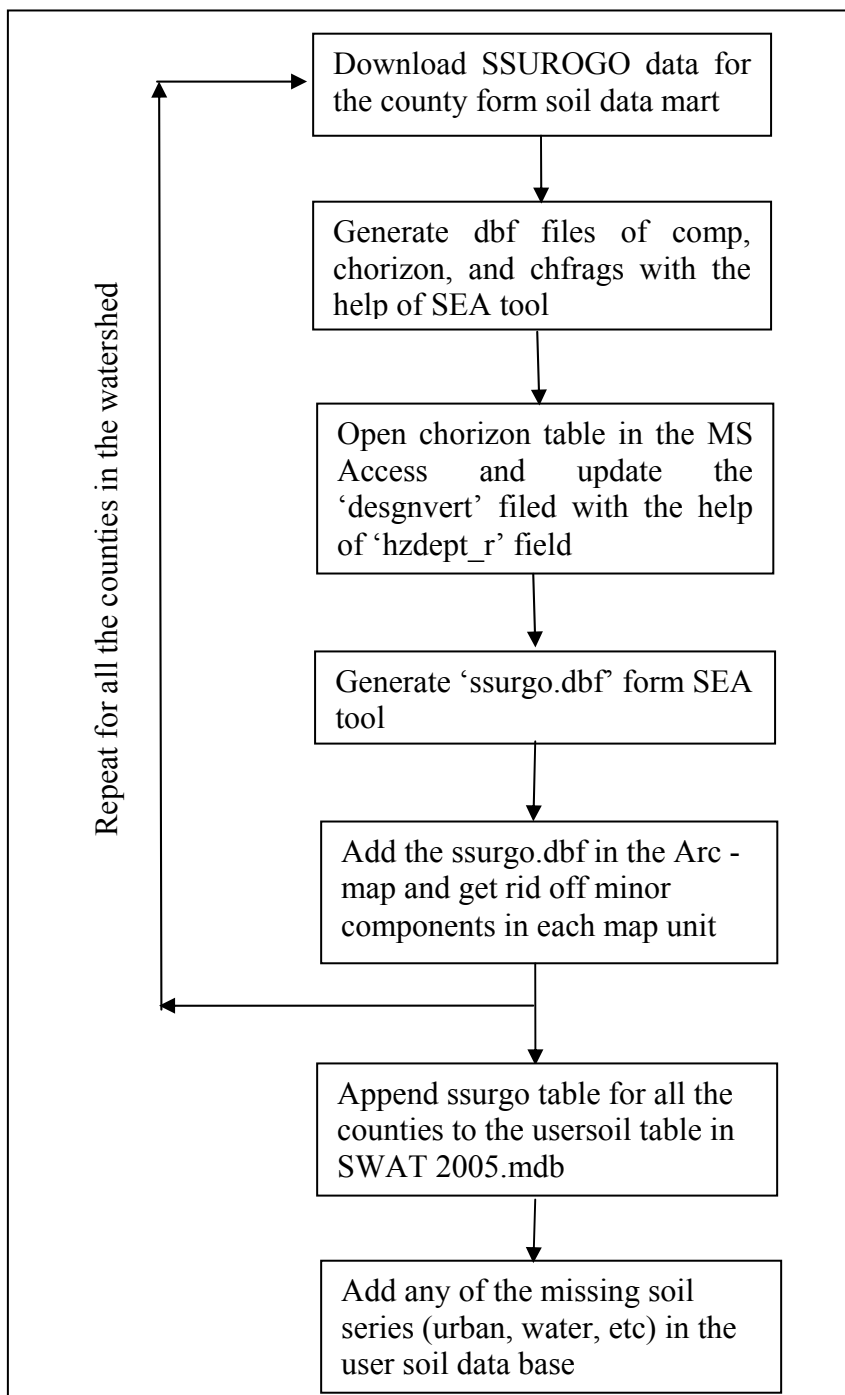 Download SSUROGO data for
the county form soil data mart
Generate dbf files of comp,
chorizon, and chfrags with the
help of SEA tool
Open chorizon table in the MS
Access and update the
‘desgnvert’ filed with the help
of ‘hzdept_r’ field
Generate ‘ssurgo.dbf’ form SEA
tool
Add the ssurgo.dbf in the Arc -
map and get rid off minor
components in each map unit
Repeat for all the counties in the watershed
Append ssurgo table for all the
counties to the usersoil table in
SWAT 2005.mdb
Add any of the missing soil
series (urban, water, etc) in the
user soil data base